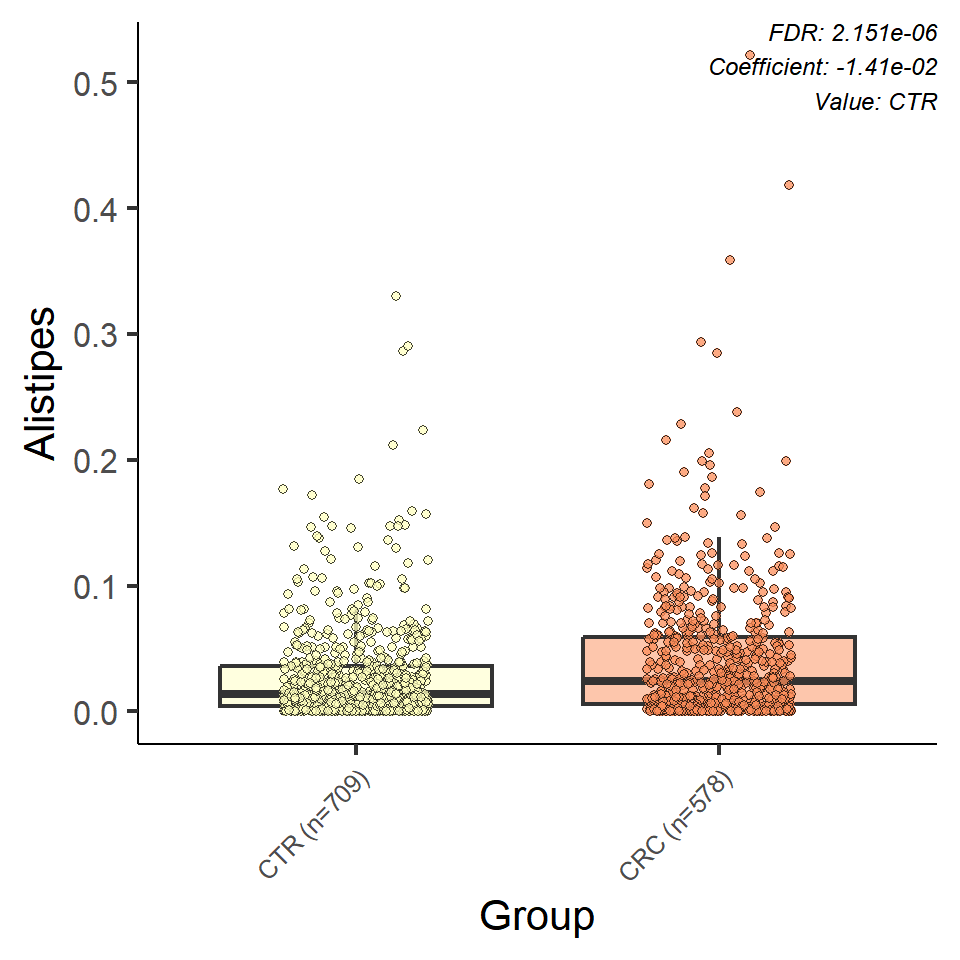 FDR: 2.151e-06
Coefficient: -1.41e-02
Value: CTR
0.5
0.4
0.3
0.2
0.1
0.0
Alistipes
CTR (n=709)
CRC (n=578)
Group